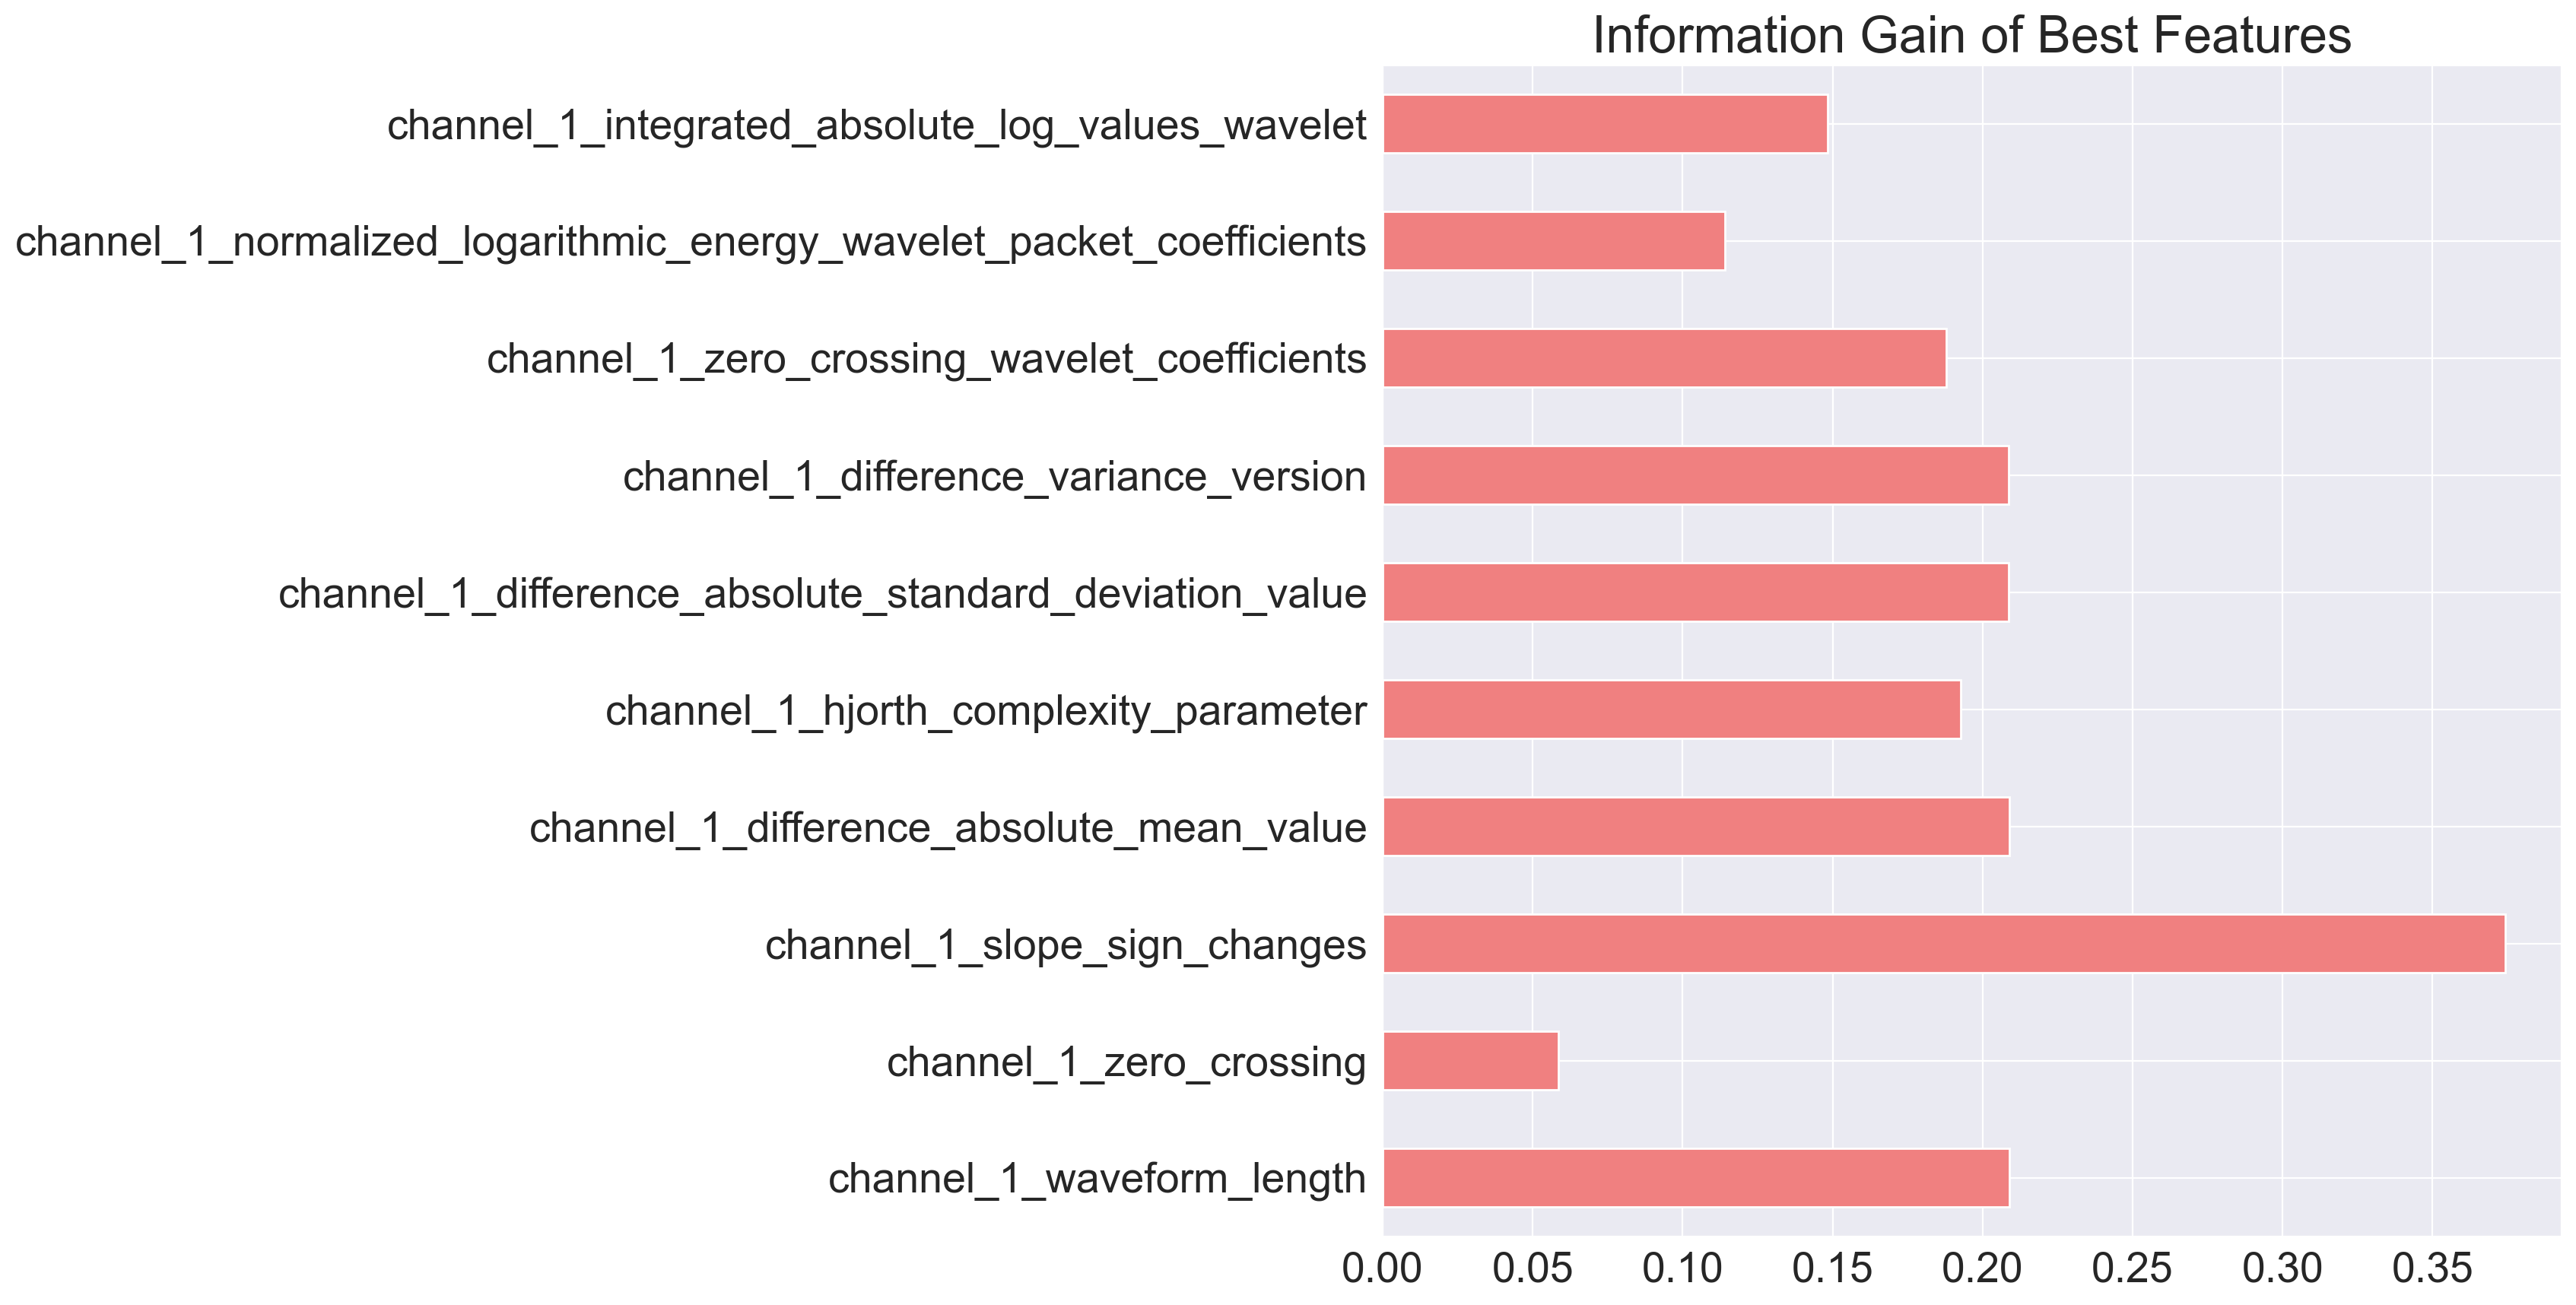 Information Gain of Best Features
channel_1_integrated_absolute_log_values_wavelet
channel_1_normalized_logarithmic_energy_wavelet_packet_coefficients
channel_1_zero_crossing_wavelet_coefficients
channel_1_difference_variance_version
channel_1_difference_absolute_standard_deviation_value
channel_1_hjorth_complexity_parameter
channel_1_difference_absolute_mean_value
channel_1_slope_sign_changes
channel_1_zero_crossing
channel_1_waveform_length
0.00 0.05 0.10 0.15 0.20 0.25 0.30 0.35